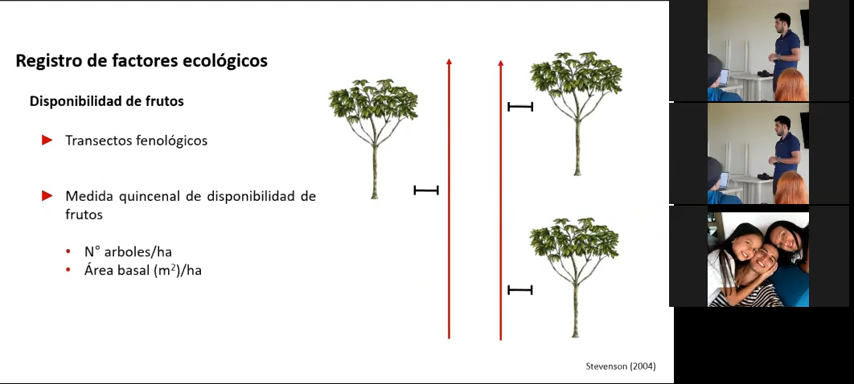 Registro de factores ecológicos
Disponibilidad de frutos
Transectos fenológicos
Medida quincenal de disponibilidad de
frutos
N° arboles/ha
Área basal (m²)/ha
Stevenson (2004)